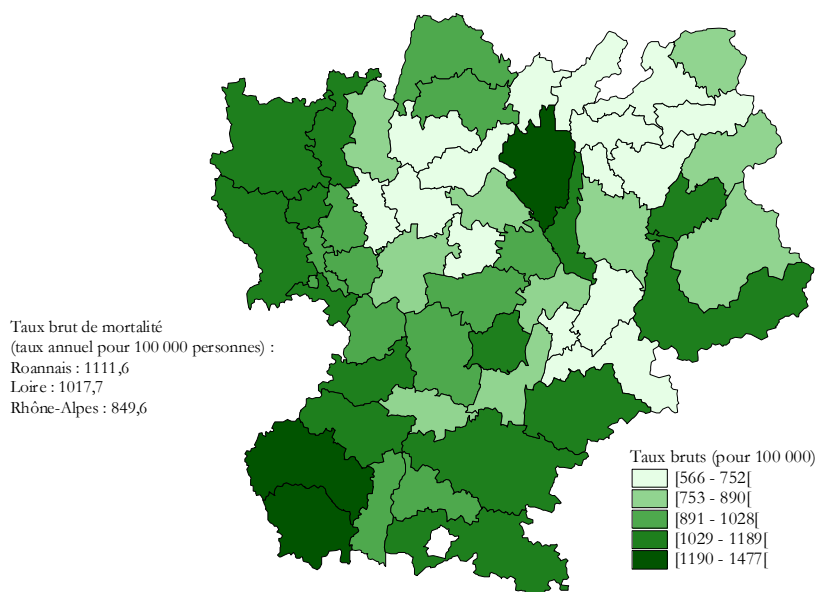 Taux brut de mortalité
(taux annuel pour 100 000 personnes) :
Roannais : 1111,6
Loire : 1017,7
Rhône-Alpes : 849,6
Taux bruts (pour 100 000)
[566 - 752[
[753 - 890[
[891 - 1028[
[1029 - 1189[
[1190 - 1477[